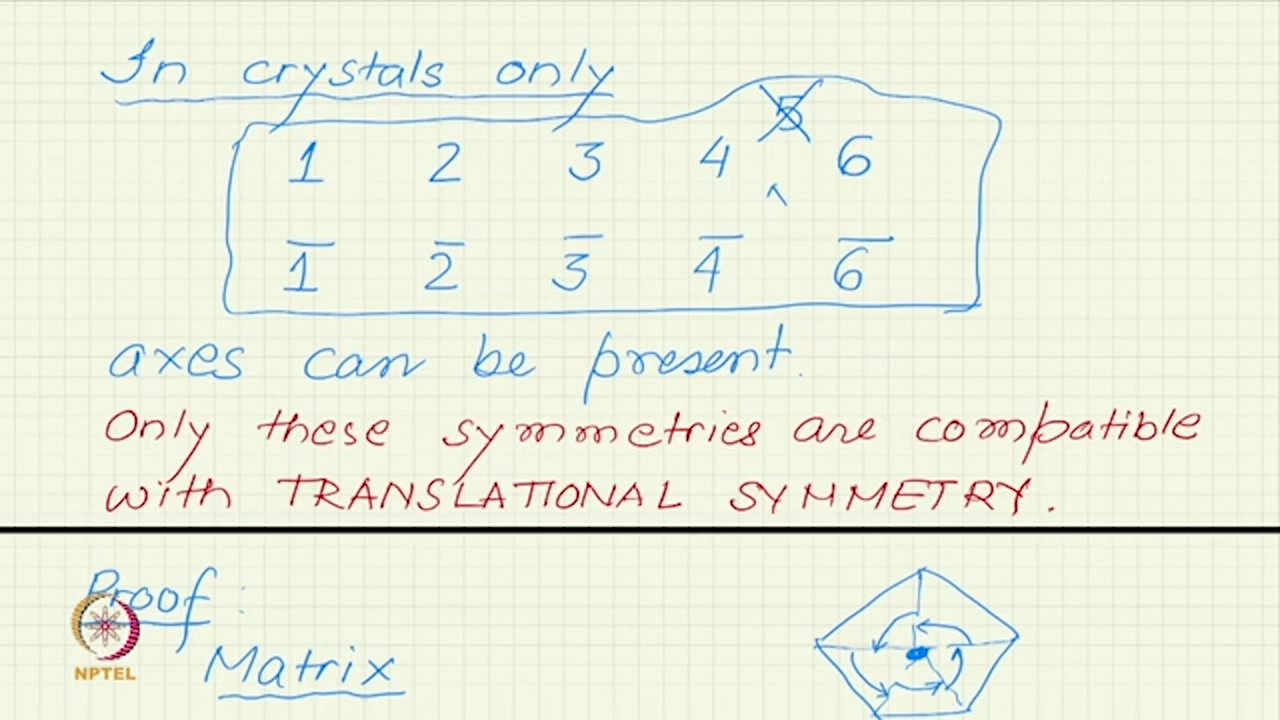 In crystals only
5
1 2 3 4 6
1̅ 2̅ 3̅ 4̅ 6̅
axes can be present.
Only these symmetries are compatible
with TRANSLATIONAL SYMMETRY.
Proof :
Matrix
NPTEL